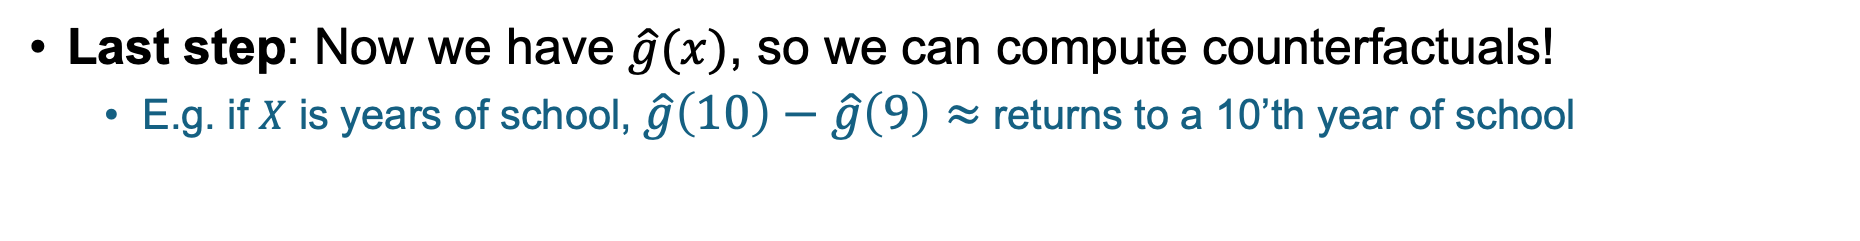 • Last step: Now we have ĝ(x), so we can compute counterfactuals!
• E.g. if X is years of school, ĝ(10) − ĝ(9) ≈ returns to a 10’th year of school